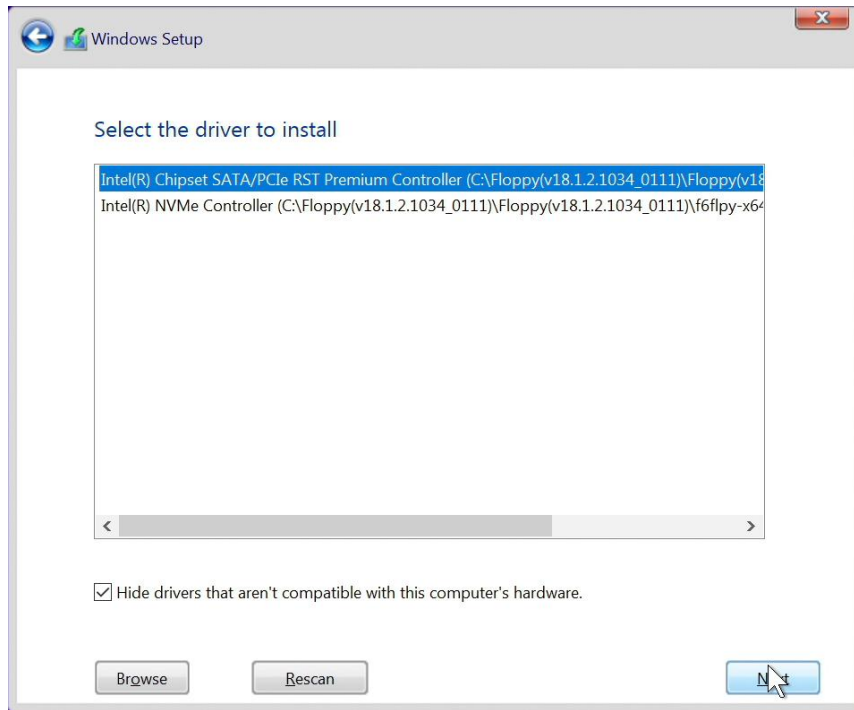 Windows Setup
Select the driver to install
Intel(R) Chipset SATA/PCIe RST Premium Controller (C:\Floppy(v18.1.2.1034_0111)\Floppy(v18
Intel(R) NVMe Controller (C:\Floppy(v18.1.2.1034_0111)\Floppy(v18.1.2.1034_0111)\f6flpy-x64
Hide drivers that aren't compatible with this computer's hardware.
Browse
Rescan
Next